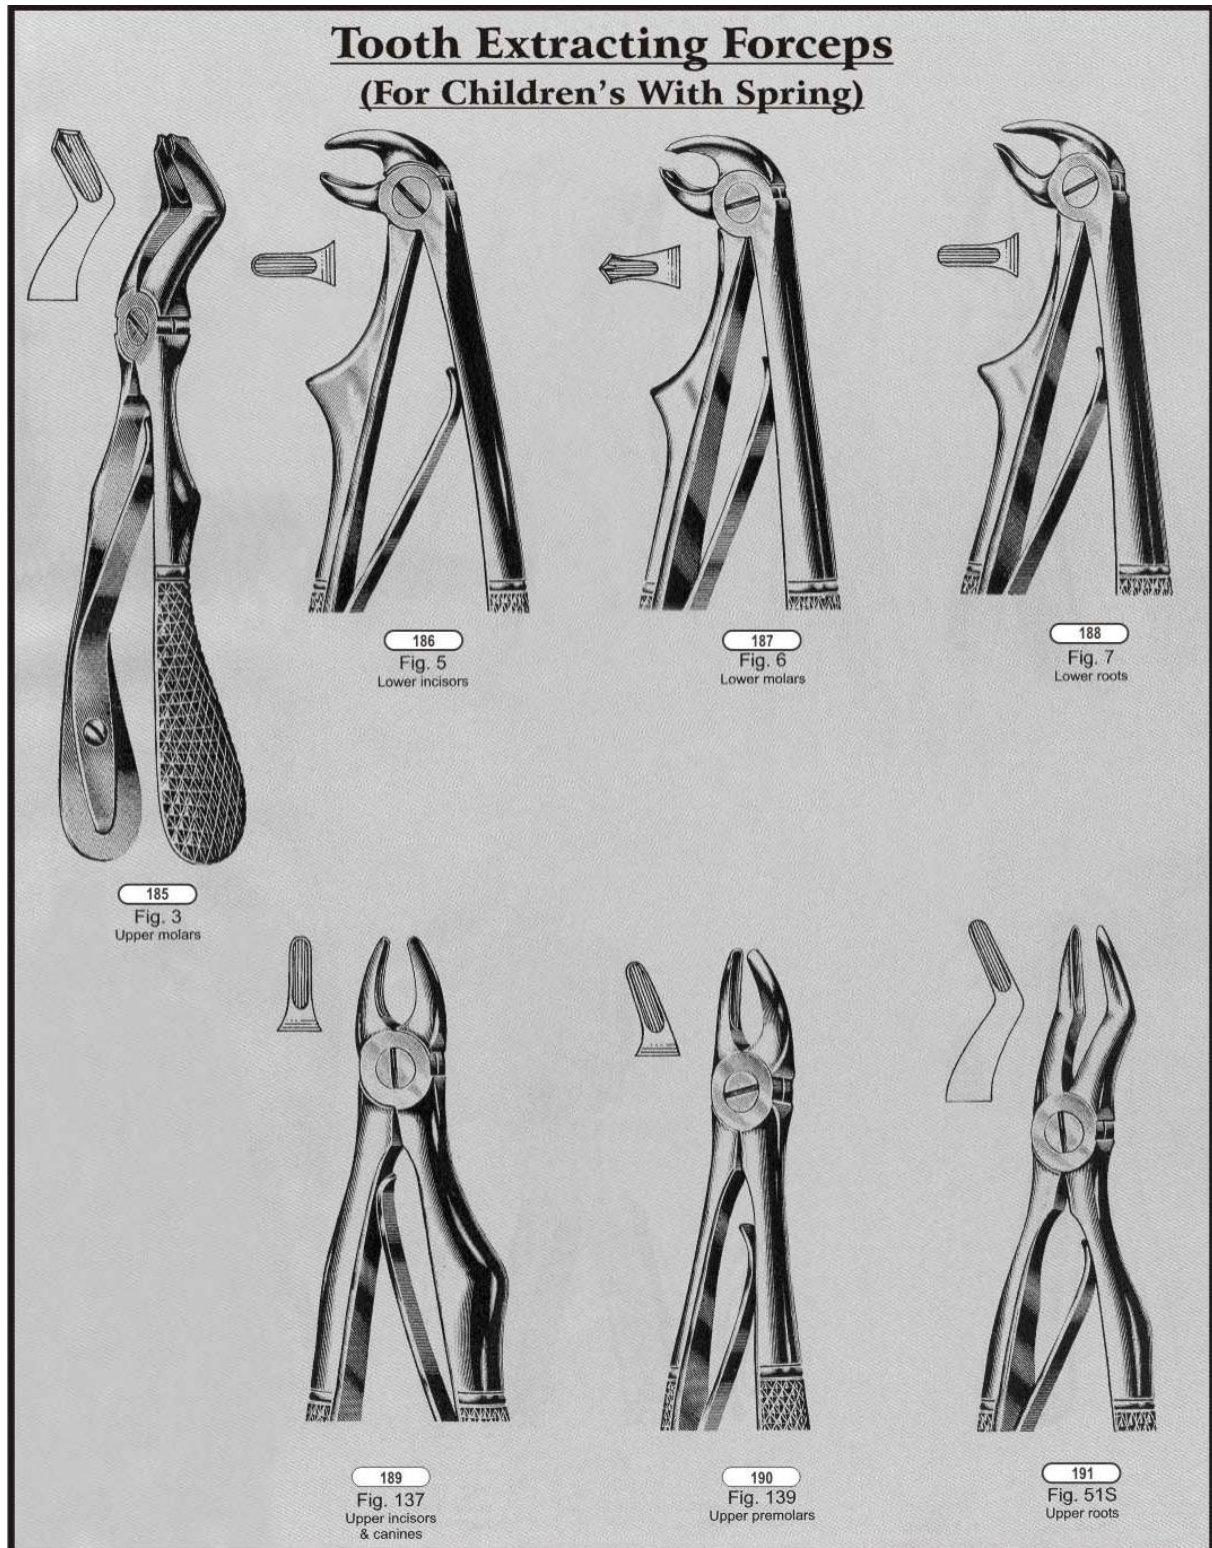 Tooth Extracting Forceps
(For Children's With Spring)
186
Fig. 5
Lower incisors
187
Fig. 6
Lower molars
188
Fig. 7
Lower roots
185
Fig. 3
Upper molars
189
Fig. 137
Upper incisors
& canines
190
Fig. 139
Upper premolars
191
Fig. 51S
Upper roots